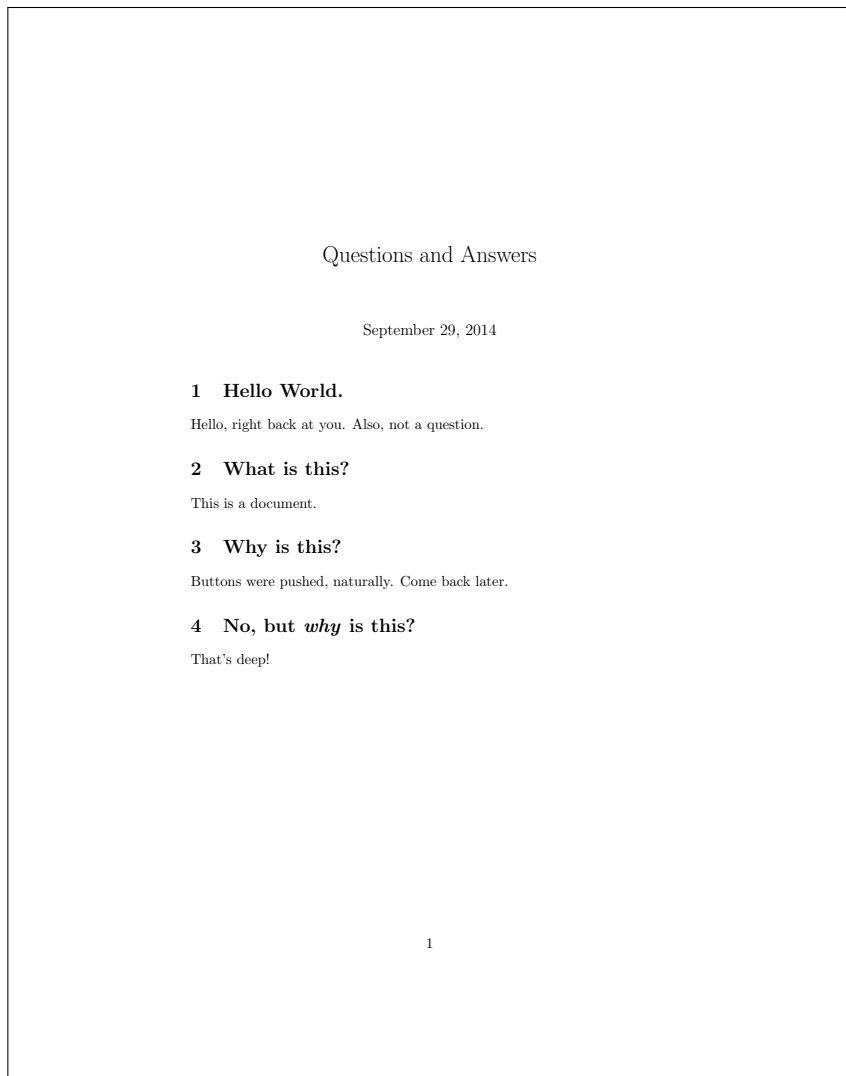 Questions and Answers
September 29, 2014
1 Hello World.
Hello, right back at you. Also, not a question.
2 What is this?
This is a document.
3 Why is this?
Buttons were pushed, naturally. Come back later.
4 No, but why is this?
That's deep!
1